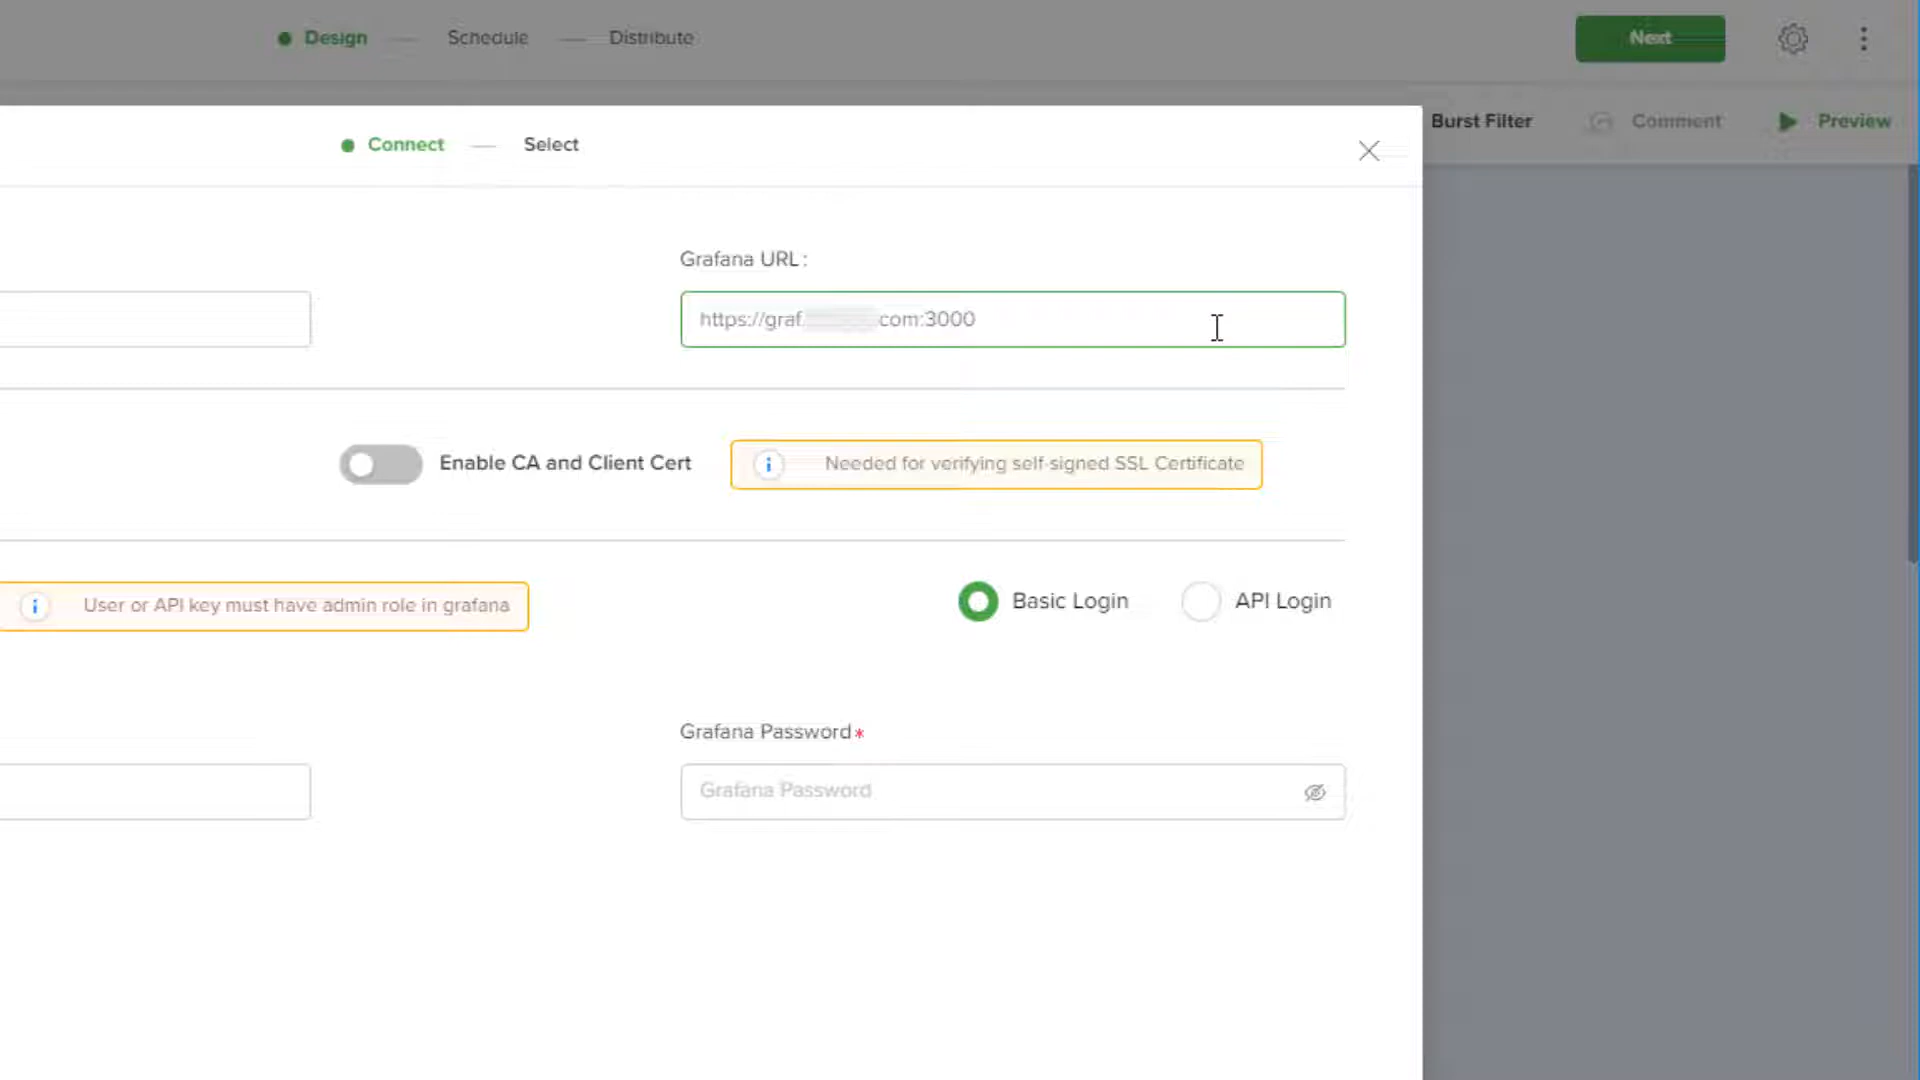 Design
Schedule
Distribute
Next
Burst Filter
Comment
Preview
Connect
Select
Grafana URL:
https://graf. com:3000
Enable CA and Client Cert
Needed for verifying self-signed SSL Certificate
User or API key must have admin role in grafana
Basic Login
API Login
Grafana Password*
Grafana Password